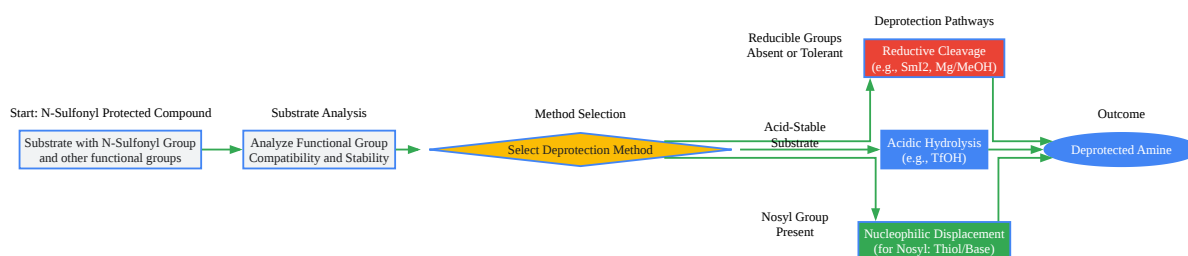 Deprotection Pathways
Reducible Groups
Absent or Tolerant
Reductive Cleavage
(e.g., SmI2, Mg/MeOH)
Start: N-Sulfonyl Protected Compound
Substrate Analysis
Method Selection
Outcome
Substrate with N-Sulfonyl Group
and other functional groups
Analyze Functional Group
Compatibility and Stability
Select Deprotection Method
Acid-Stable
Substrate
Acidic Hydrolysis
(e.g., TfOH)
Deprotected Amine
Nosyl Group
Present
Nucleophilic Displacement
(for Nosyl: Thiol/Base)